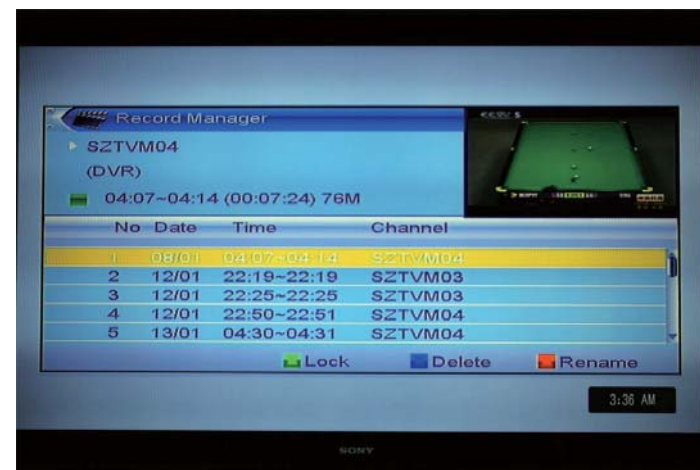 Record Manager
CCTV 5
SZTVM04
(DVR)
04:07~04:14 (00:07:24) 76M
No Date Time Channel
1 08/01 04:07~04:14 SZTVM04
2 12/01 22:19~22:19 SZTVM03
3 12/01 22:25~22:25 SZTVM03
4 12/01 22:50~22:51 SZTVM04
5 13/01 04:30~04:31 SZTVM04
Lock Delete Rename
3:36 AM
SONY